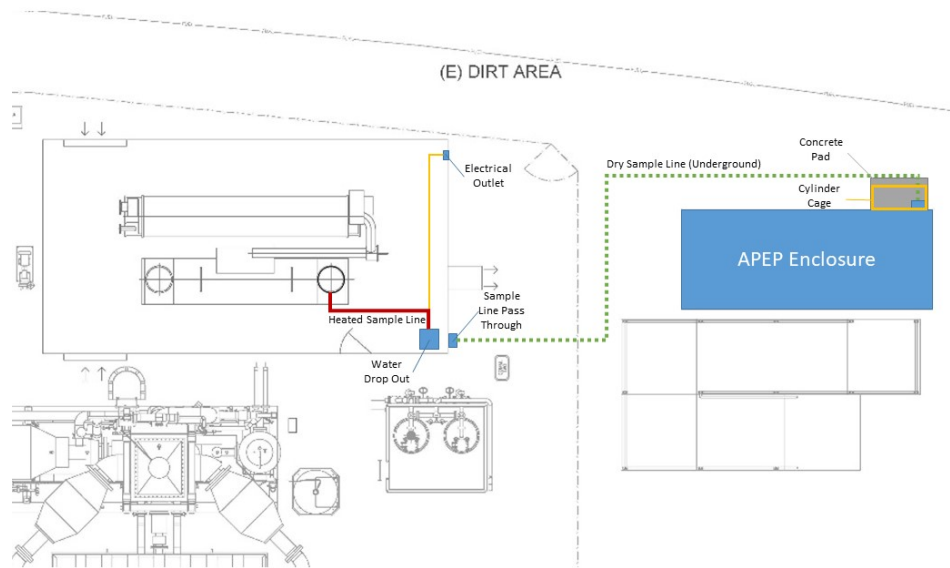 (E) DIRT AREA
Concrete
Pad
Dry Sample Line (Underground)
Electrical
Outlet
Cylinder
Cage
APEP Enclosure
Sample
Line Pass
Through
Heated Sample Line
Water
Drop Out